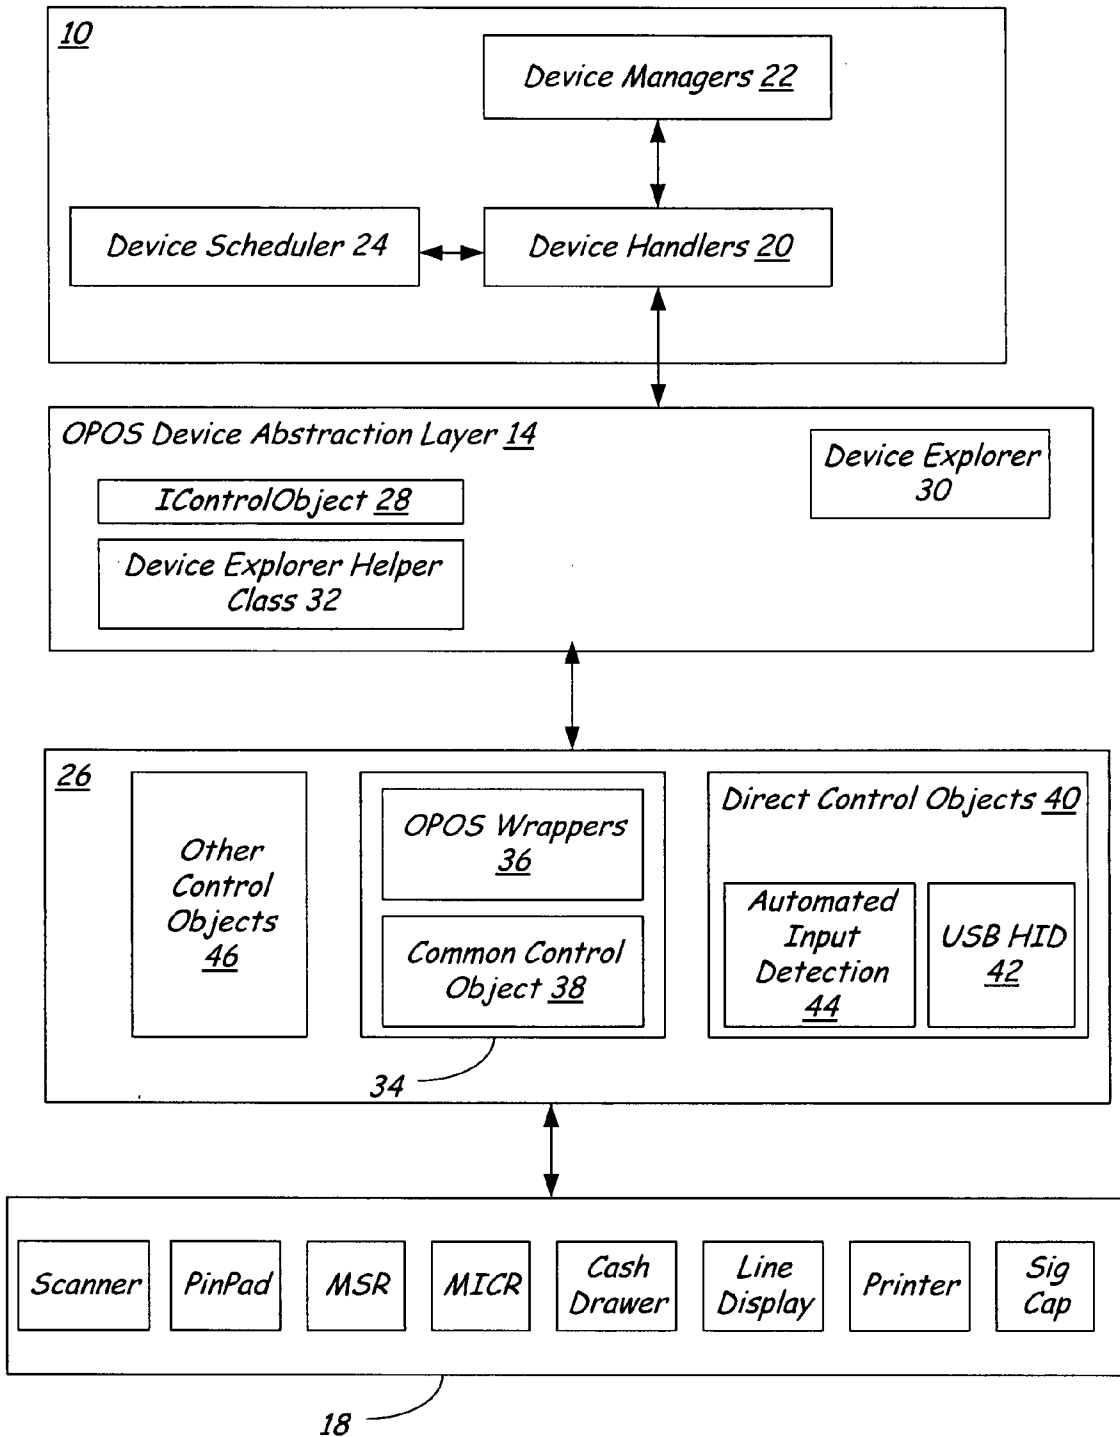 10
Device Managers 22
Device Scheduler 24
Device Handlers 20
OPOS Device Abstraction Layer 14
Device Explorer
30
IControlObject 28
Device Explorer Helper
Class 32
26
Other
Control
Objects
46
OPOS Wrappers
36
Common Control
Object 38
34
Direct Control Objects 40
Automated
Input
Detection
44
USB HID
42
Scanner
PinPad
MSR
MICR
Cash
Drawer
Line
Display
Printer
Sig
Cap
18